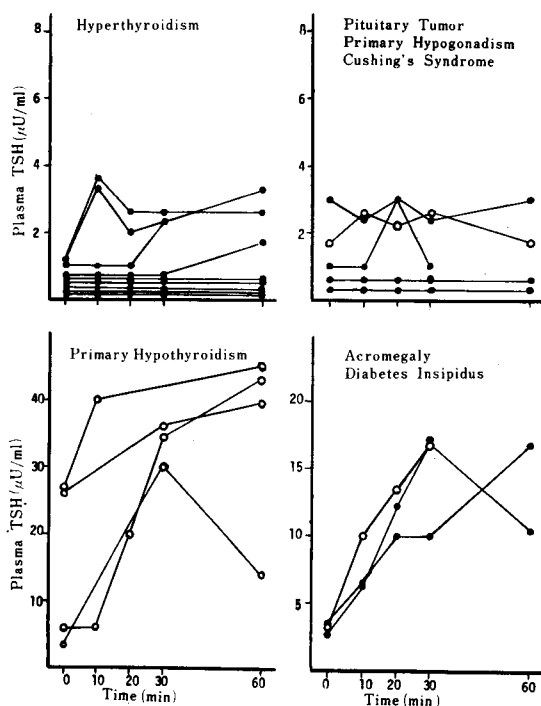 Hyperthyroidism
Plasma TSH (μU/ml)
8
6
4
2
Pituitary Tumor
Primary Hypogonadism
Cushing's Syndrome
8
6
4
2
Primary Hypothyroidism
Plasma TSH (μU/ml)
40
30
20
10
0
10
20
30
60
Time (min)
Acromegaly
Diabetes Insipidus
20
15
10
5
0
10
20
30
60
Time (min)